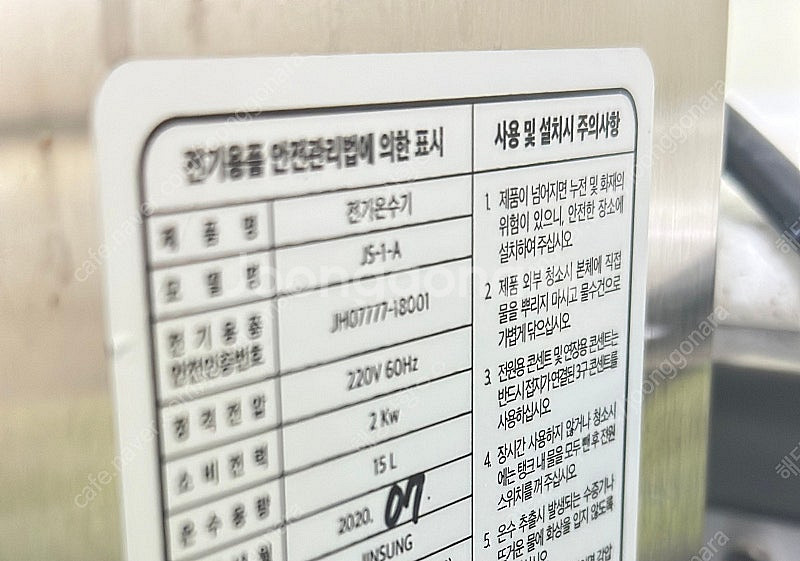 전기용품 안전관리법에 의한 표시
제 품 명 전기온수기
모 델 명 JS-1-A
전 기 용 품
안전인증번호 JH07777-18001
정 격 전 압 220V 60Hz
소 비 전 력 2 Kw
온 수 용 량 15 L
2020. 07
JINSUNG
사용 및 설치시 주의사항
1. 제품이 넘어지면 누전 및 화재의
위험이 있으니, 안전한 장소에
설치하여 주십시오
2 제품 외부 청소시 본체에 직접
물을 뿌리지 마시고 물수건으로
가볍게 닦으십시오
3. 전원용 콘센트 및 연장용 콘센트는
반드시 접지가 연결된 3구 콘센트를
사용하십시오
4. 장시간 사용하지 않거나 청소시
에는 탱크 내 물을 모두 뺀 후 전원
스위치를 꺼 주십시오
5. 온수 추출시 발생되는 수증기나
뜨거운 물에 화상을 입지 않도록
하십시오
joonggonara
cafe.naver